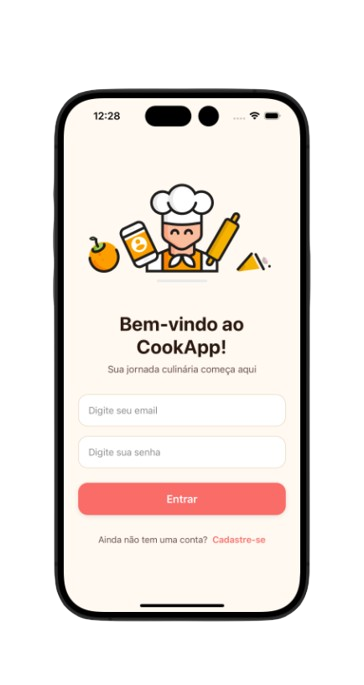 12:28
Bem-vindo ao
CookApp!
Sua jornada culinária começa aqui
Digite seu email
Digite sua senha
Entrar
Ainda não tem uma conta? Cadastre-se